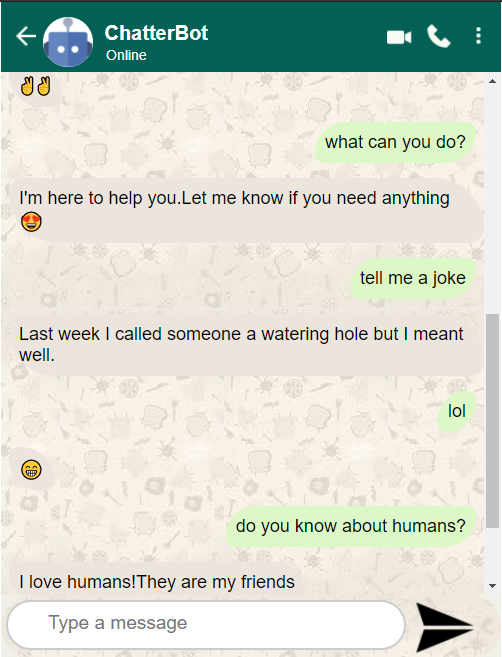 ChatterBot
Online
✌✌
what can you do?
I'm here to help you.Let me know if you need anything
😍
tell me a joke
Last week I called someone a watering hole but I meant
well.
lol
😁
do you know about humans?
I love humans!They are my friends
Type a message